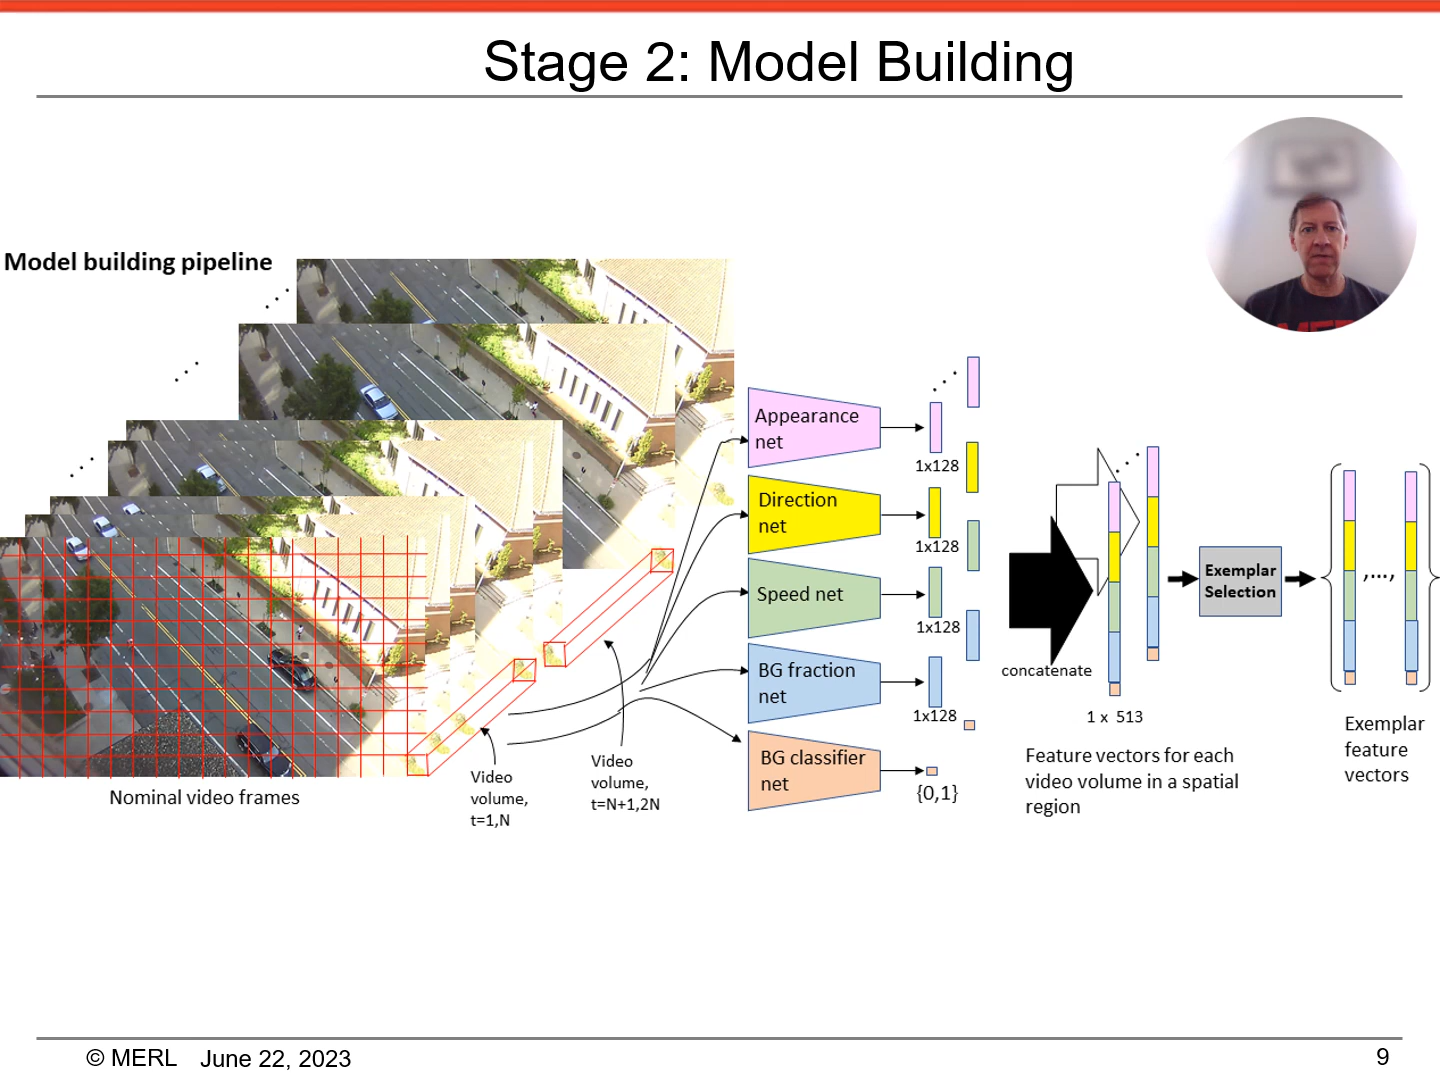 Stage 2: Model Building
Model building pipeline
Nominal video frames
Video
volume,
t=1,N
Video
volume,
t=N+1,2N
Appearance
net
1x128
Direction
net
1x128
Speed net
1x128
BG fraction
net
1x128
BG classifier
net
{0,1}
concatenate
1 x 513
Feature vectors for each
video volume in a spatial
region
Exemplar
Selection
,...,
Exemplar
feature
vectors
© MERL June 22, 2023
9